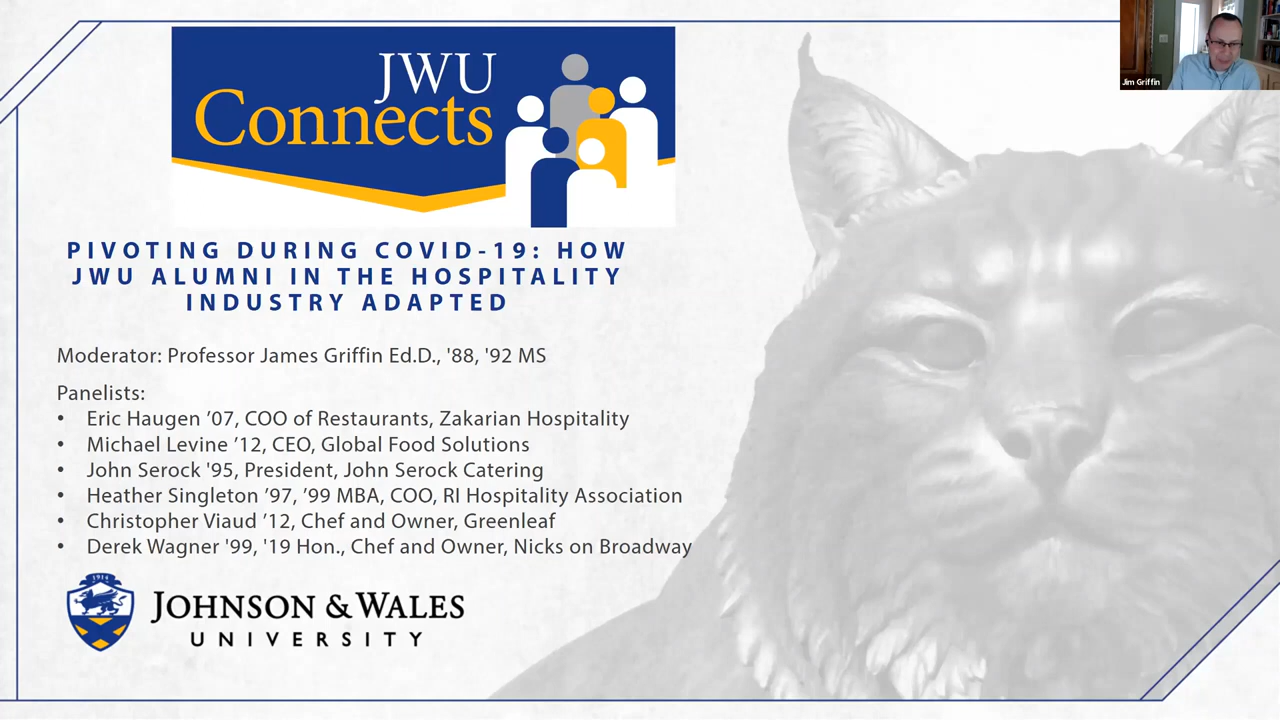 JWU
Connects
Jim Griffin
PIVOTING DURING COVID-19: HOW
JWU ALUMNI IN THE HOSPITALITY
INDUSTRY ADAPTED
Moderator: Professor James Griffin Ed.D., '88, '92 MS
Panelists:
• Eric Haugen ’07, COO of Restaurants, Zakarian Hospitality
• Michael Levine ’12, CEO, Global Food Solutions
• John Serock '95, President, John Serock Catering
• Heather Singleton ’97, ’99 MBA, COO, RI Hospitality Association
• Christopher Viaud ’12, Chef and Owner, Greenleaf
• Derek Wagner '99, '19 Hon., Chef and Owner, Nicks on Broadway
1914
JOHNSON & WALES
UNIVERSITY